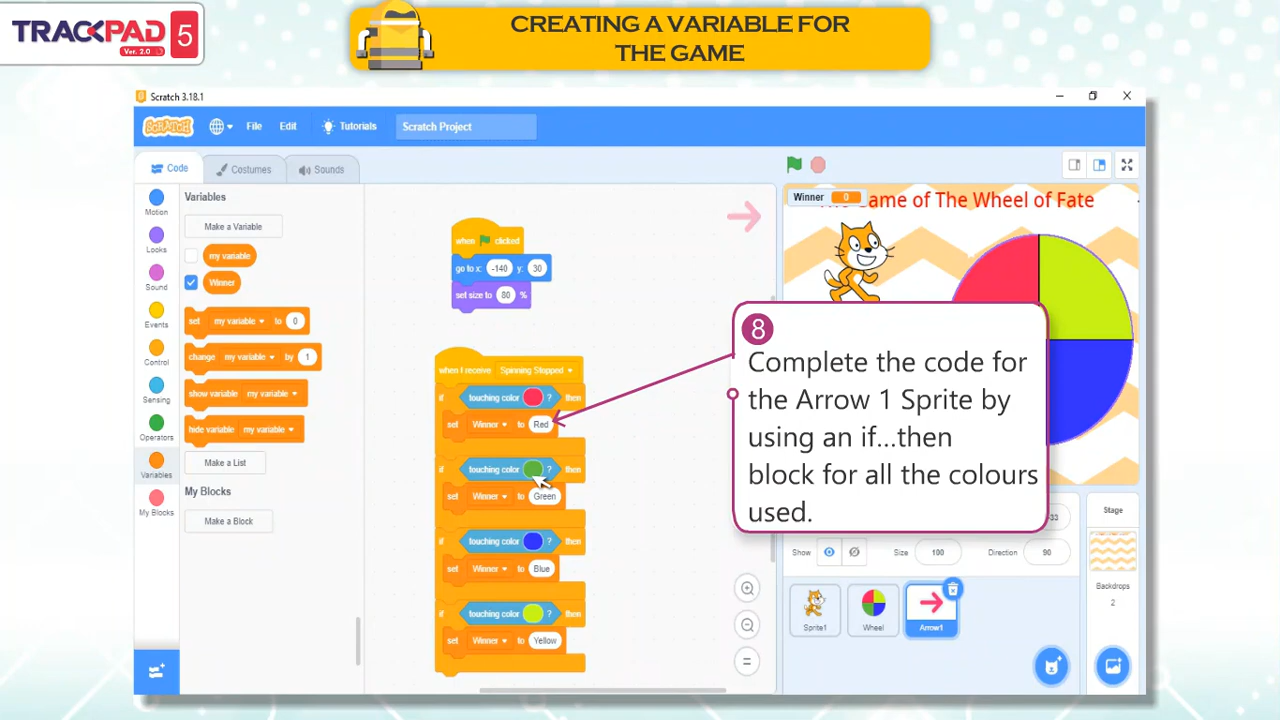 TRACKPAD 5
Ver. 2.0
CREATING A VARIABLE FOR
THE GAME
Scratch 3.18.1
SCRATCH
File
Edit
Tutorials
Scratch Project
Code
Costumes
Sounds
Motion
Looks
Sound
Events
Control
Sensing
Operators
Variables
My Blocks
Variables
Make a Variable
my variable
Winner
set my variable to 0
change my variable by 1
show variable my variable
hide variable my variable
Make a List
My Blocks
Make a Block
when clicked
go to x: -140 y: 30
set size to 80 %
when I receive Spinning Stopped
if touching color ? then
set Winner to Red
if touching color ? then
set Winner to Green
if touching color ? then
set Winner to Blue
if touching color ? then
set Winner to Yellow
Winner 0
ame of The Wheel of Fate
8
Complete the code for
the Arrow 1 Sprite by
using an if...then
block for all the colours
used.
Show
Size 100
Direction 90
Sprite1
Wheel
Arrow1
Stage
Backdrops
2